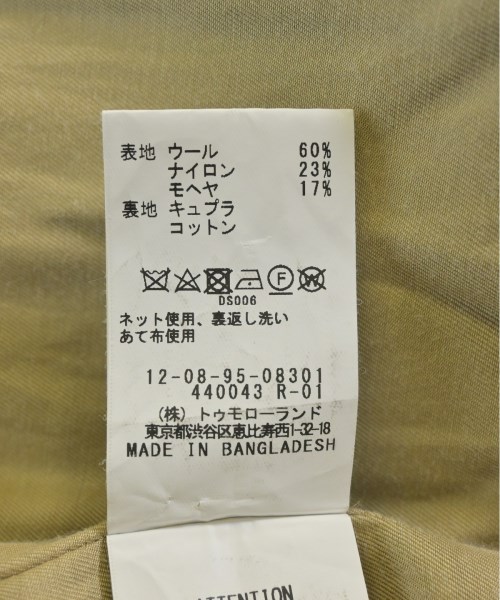 表地 ウール 60%
ナイロン 23%
モヘヤ 17%
裏地 キュプラ
コットン
DS006
ネット使用、裏返し洗い
あて布使用
12-08-95-08301
440043 R-01
(株) トゥモローランド
東京都渋谷区恵比寿西1-32-18
MADE IN BANGLADESH
ATTENTION